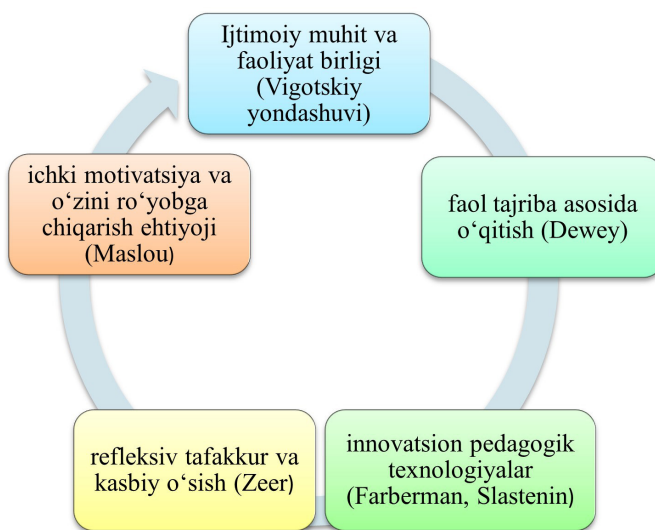 Ijtimoiy muhit va
faoliyat birligi
(Vigotskiy
yondashuvi)
faol tajriba asosida
o‘qitish (Dewey)
innovatsion pedagogik
texnologiyalar
(Farberman, Slastenin)
refleksiv tafakkur va
kasbiy o‘sish (Zeer)
ichki motivatsiya va
o‘zini ro‘yobga
chiqarish ehtiyoji
(Maslou)